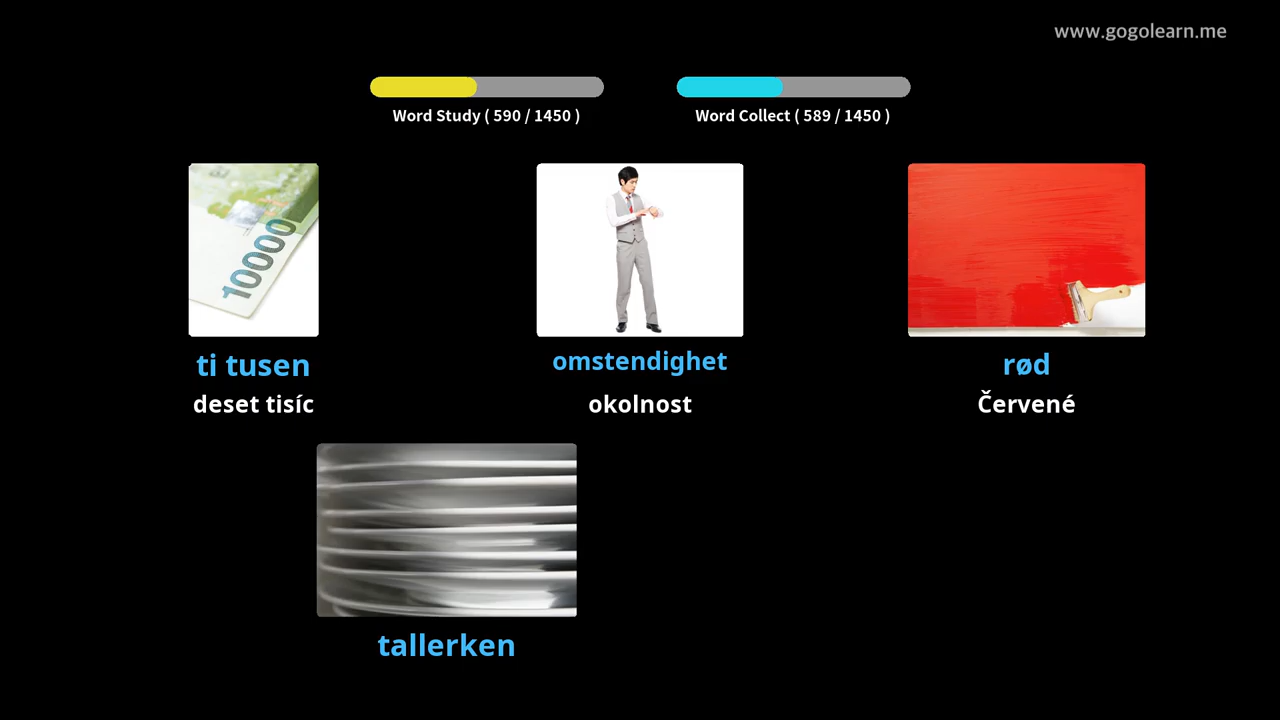 www.gogolearn.me
Word Study ( 590 / 1450 )
Word Collect ( 589 / 1450 )
10000
ti tusen
deset tisíc
omstendighet
okolnost
rød
Červené
tallerken